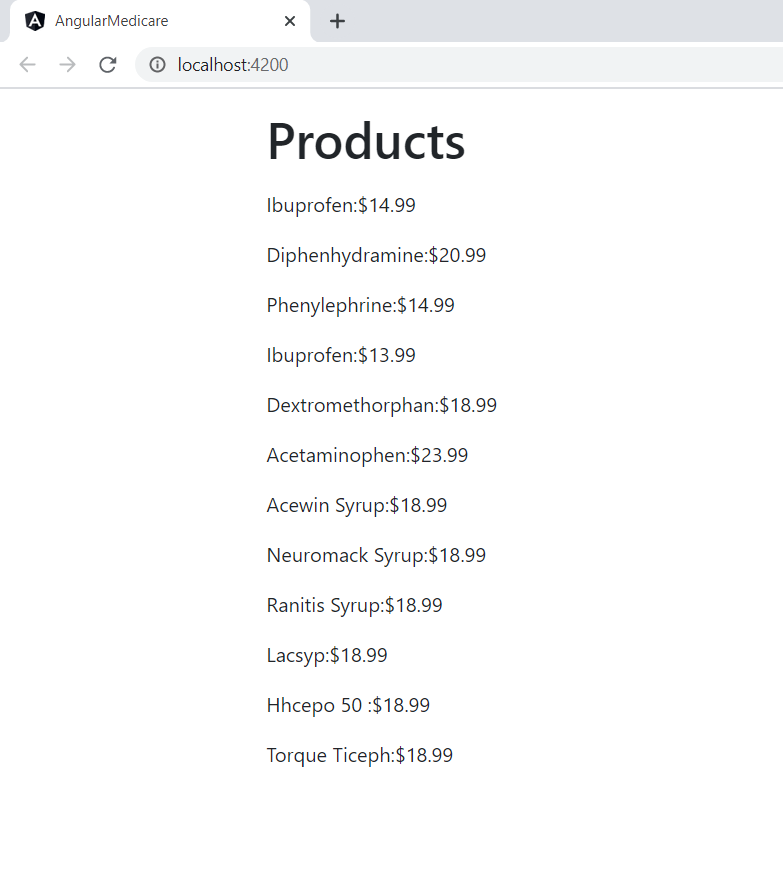 AngularMedicare
localhost:4200
Products
Ibuprofen:$14.99
Diphenhydramine:$20.99
Phenylephrine:$14.99
Ibuprofen:$13.99
Dextromethorphan:$18.99
Acetaminophen:$23.99
Acewin Syrup:$18.99
Neuromack Syrup:$18.99
Ranitis Syrup:$18.99
Lacsyp:$18.99
Hhcepo 50 :$18.99
Torque Ticeph:$18.99